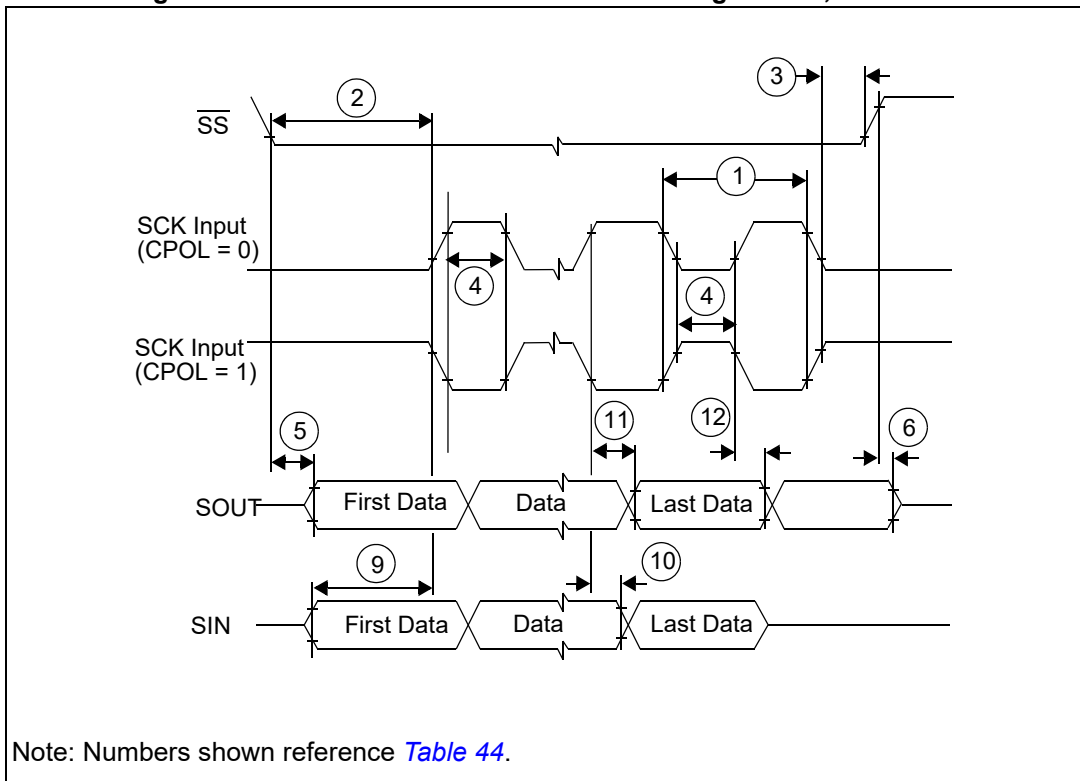 3
2
SS
1
SCK Input
(CPOL = 0)
4
4
SCK Input
(CPOL = 1)
11
12
5
6
SOUT
First Data
Data
Last Data
9
10
SIN
First Data
Data
Last Data
Note: Numbers shown reference Table 44.